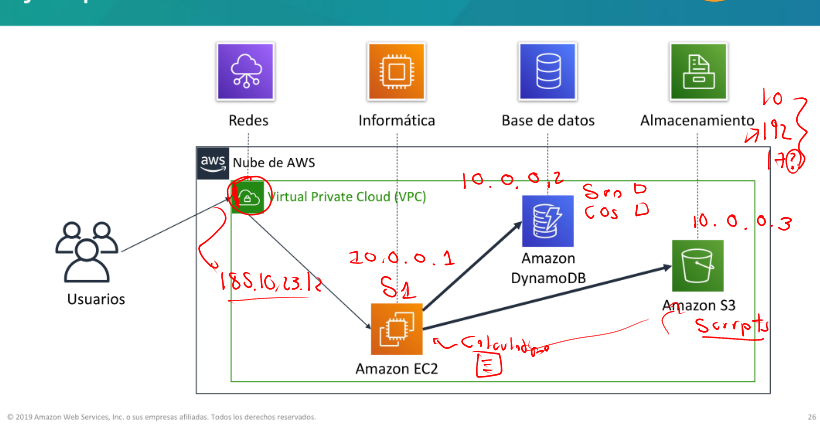 Redes
Informática
Base de datos
Almacenamiento
10
192
17?
aws
Nube de AWS
Virtual Private Cloud (VPC)
10.0.0.2
Sen
Cos
10.0.0.3
Usuarios
185.10.23.12
10.0.0.1
S1
Amazon
DynamoDB
Amazon S3
Scripts
Amazon EC2
© 2019 Amazon Web Services, Inc. o sus empresas afiliadas. Todos los derechos reservados.
26